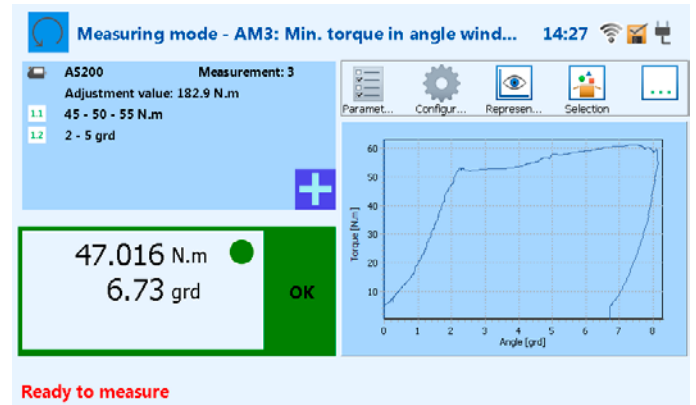 Measuring mode - AM3: Min. torque in angle wind... 14:27
AS200 Measurement: 3
Adjustment value: 182.9 N.m
1.1 45 - 50 - 55 N.m
1.2 2 - 5 grd
Paramet... Configur... Represen... Selection ...
47.016 N.m
6.73 grd
OK
Torque [N.m]
60
50
40
30
20
10
0 1 2 3 4 5 6 7 8
Angle [grd]
Ready to measure